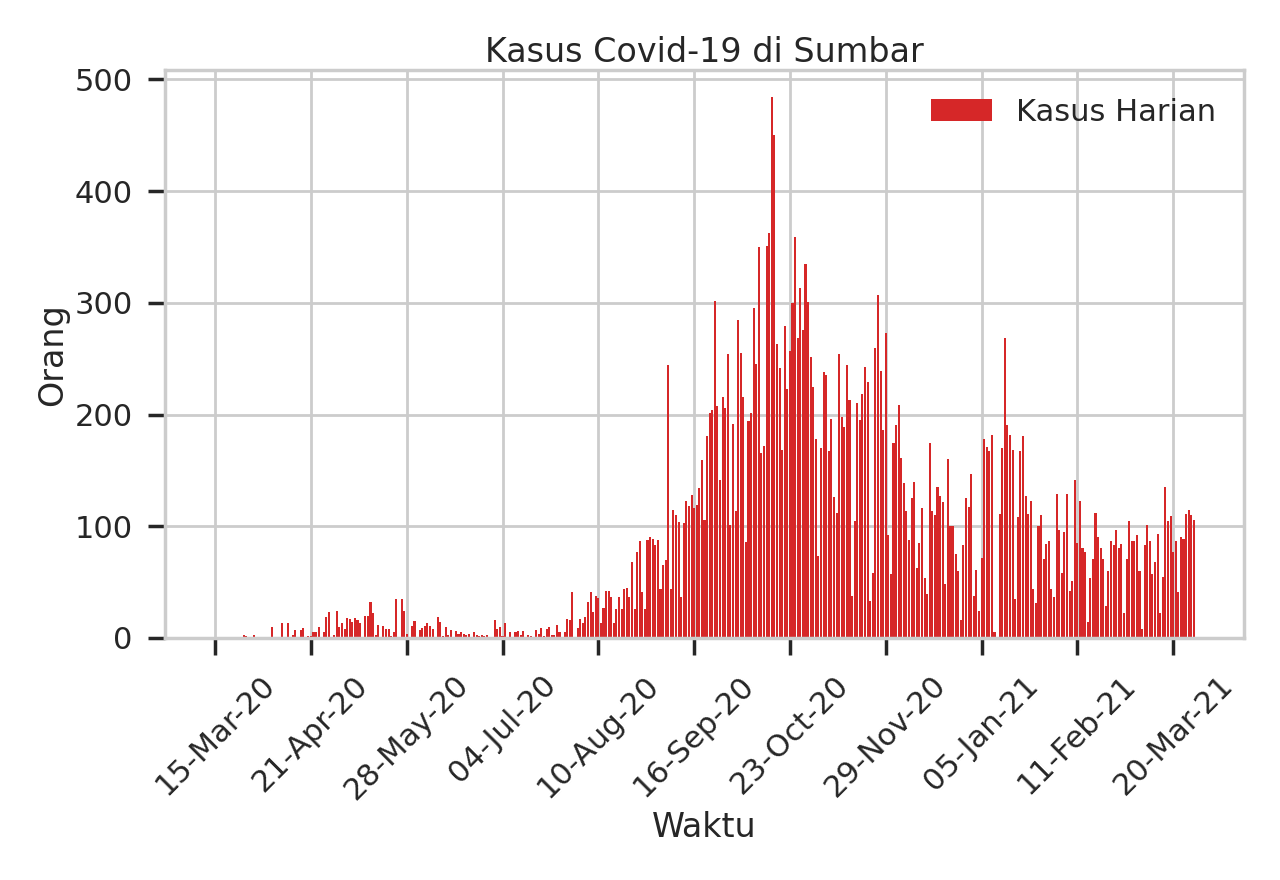 Kasus Covid-19 di Sumbar
Kasus Harian
Orang
500
400
300
200
100
0
15-Mar-20
21-Apr-20
28-May-20
04-Jul-20
10-Aug-20
16-Sep-20
23-Oct-20
29-Nov-20
05-Jan-21
11-Feb-21
20-Mar-21
Waktu